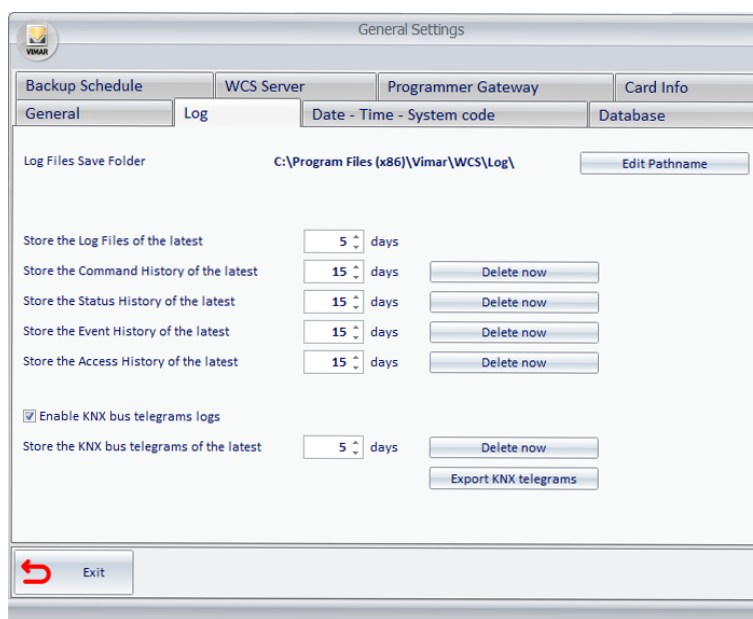 General Settings
VIMAR
Backup Schedule WCS Server Programmer Gateway Card Info
General Log Date - Time - System code Database
Log Files Save Folder C:\Program Files (x86)\Vimar\WCS\Log\ Edit Pathname
Store the Log Files of the latest 5 days
Store the Command History of the latest 15 days Delete now
Store the Status History of the latest 15 days Delete now
Store the Event History of the latest 15 days Delete now
Store the Access History of the latest 15 days Delete now
Enable KNX bus telegrams logs
Store the KNX bus telegrams of the latest 5 days Delete now
Export KNX telegrams
Exit